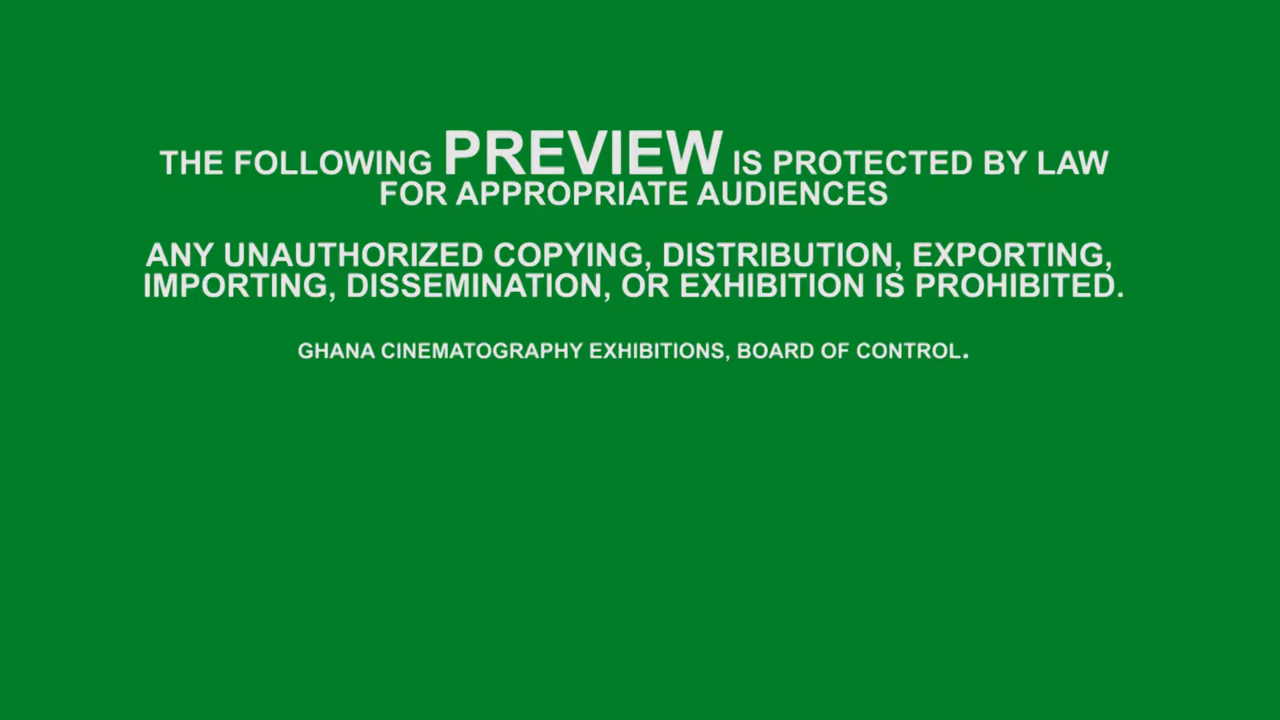 THE FOLLOWING PREVIEW IS PROTECTED BY LAW
FOR APPROPRIATE AUDIENCES
ANY UNAUTHORIZED COPYING, DISTRIBUTION, EXPORTING,
IMPORTING, DISSEMINATION, OR EXHIBITION IS PROHIBITED.
GHANA CINEMATOGRAPHY EXHIBITIONS, BOARD OF CONTROL.